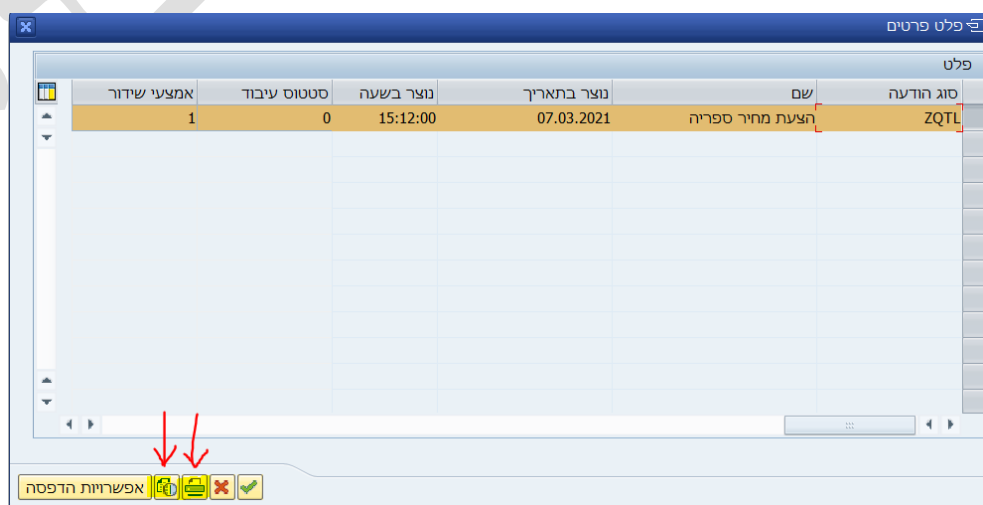 פלט פרטים
פלט
סוג הודעה שם נוצר בתאריך נוצר בשעה סטטוס עיבוד אמצעי שידור
ZQTL הצעת מחיר ספריה 07.03.2021 15:12:00 0 1
אפשרויות הדפסה